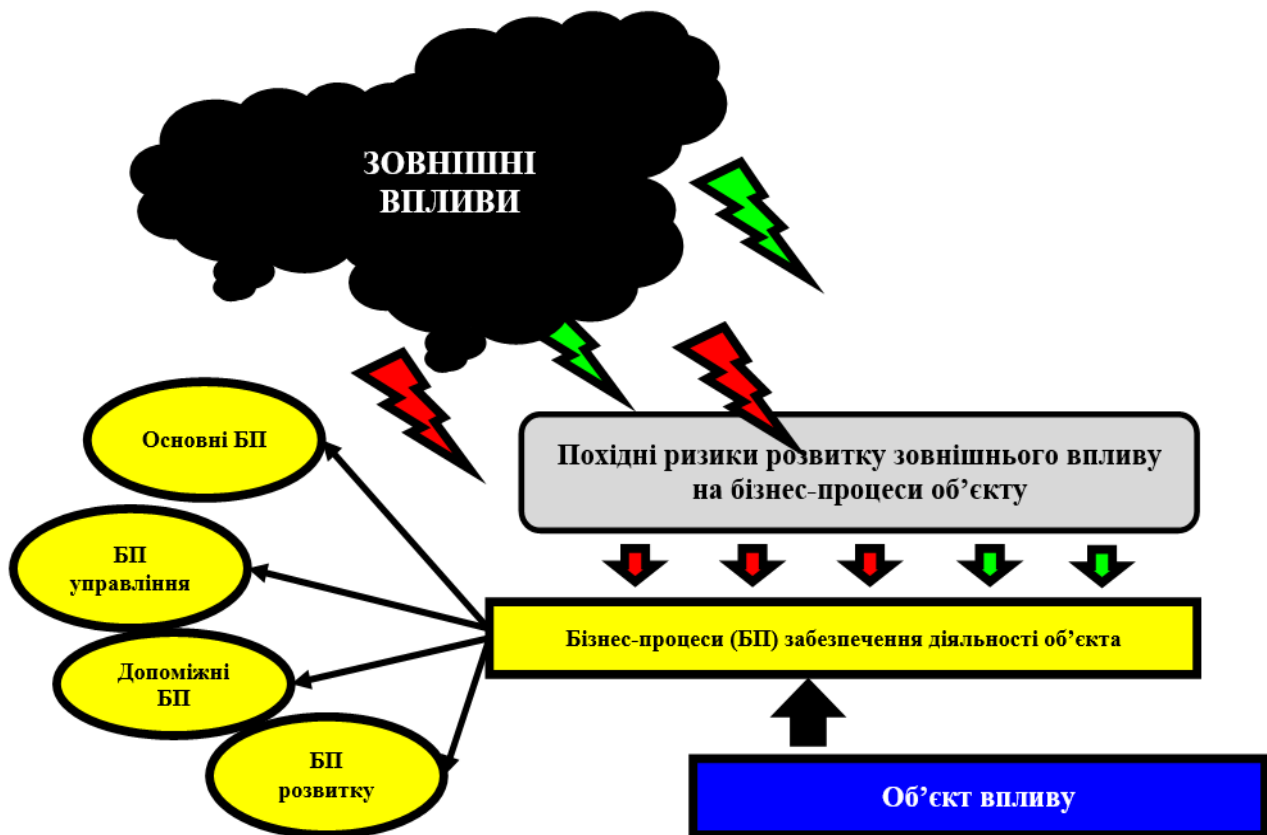 ЗОВНІШНІ
ВПЛИВИ
Основні БП
Похідні ризики розвитку зовнішнього впливу
на бізнес-процеси об’єкту
БП
управління
Бізнес-процеси (БП) забезпечення діяльності об’єкта
Допоміжні
БП
БП
розвитку
Об’єкт впливу